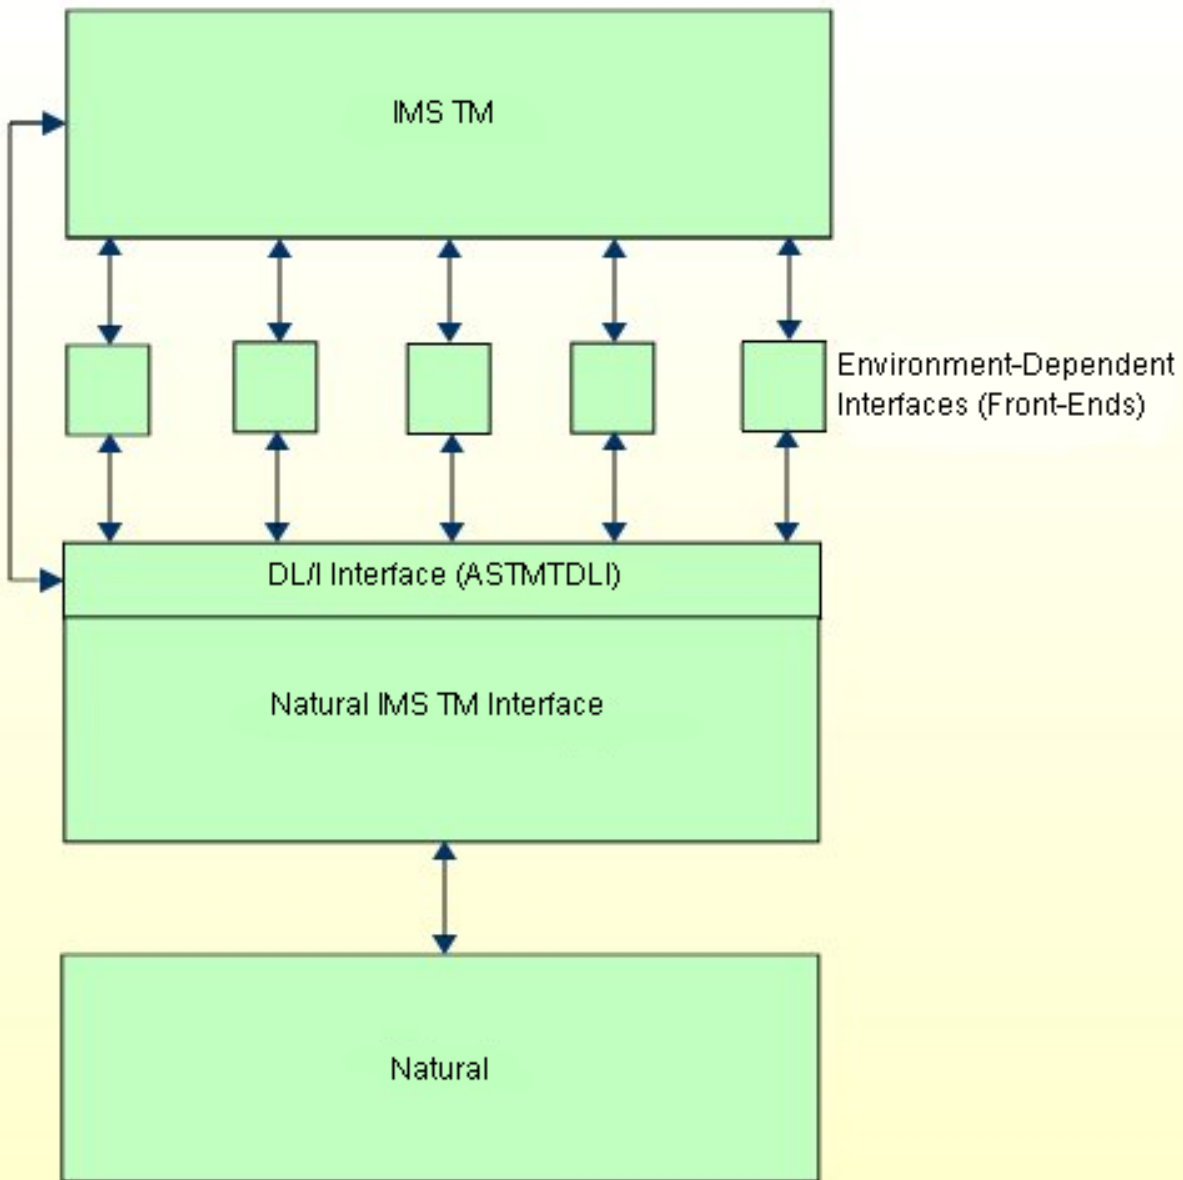 IMS TM
Environment-Dependent
Interfaces (Front-Ends)
DL/I Interface (ASTMTDLI)
Natural IMS TM Interface
Natural